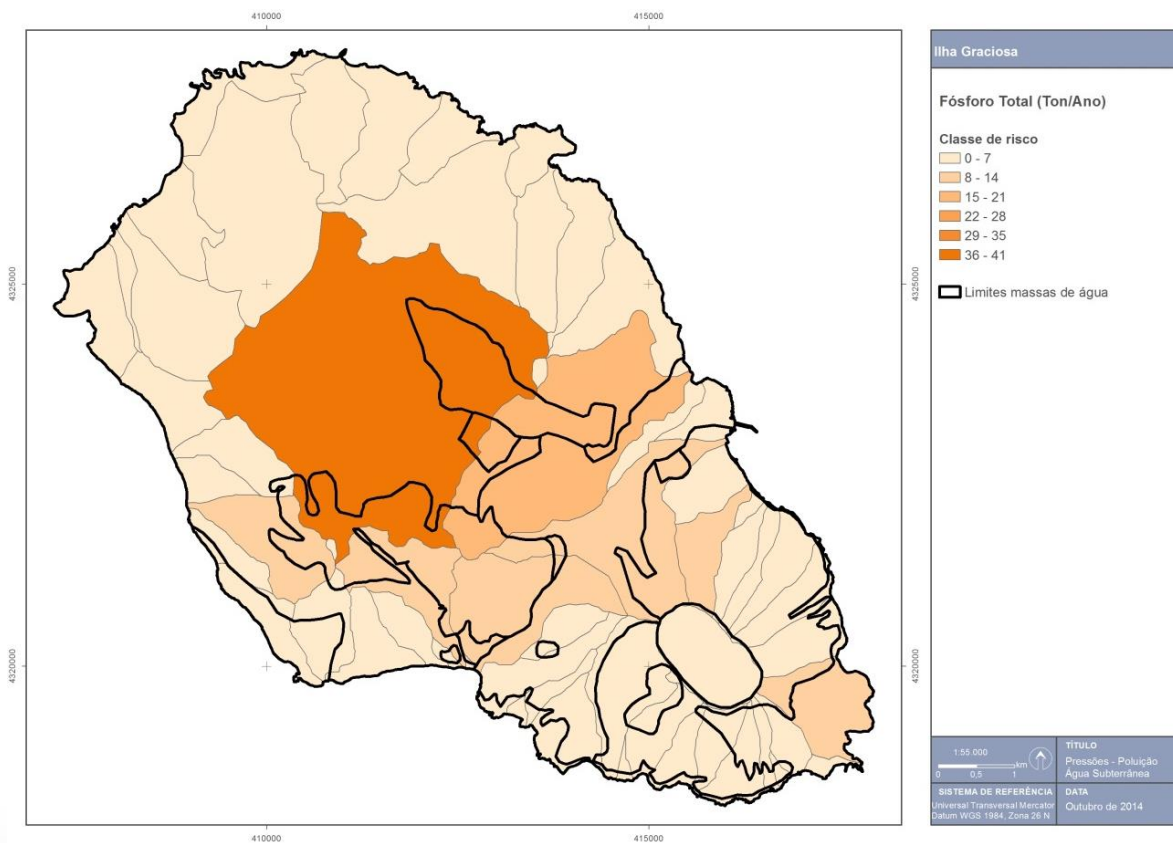 410000
415000
4325000
4325000
4320000
4320000
410000
415000
Ilha Graciosa
Fósforo Total (Ton/Ano)
Classe de risco
0 - 7
8 - 14
15 - 21
22 - 28
29 - 35
36 - 41
Limites massas de água
1:55.000
km
0 0,5 1
TÍTULO
Pressões - Poluição
Água Subterrânea
SISTEMA DE REFERÊNCIA
Universal Transversal Mercator
Datum WGS 1984, Zona 26 N
DATA
Outubro de 2014